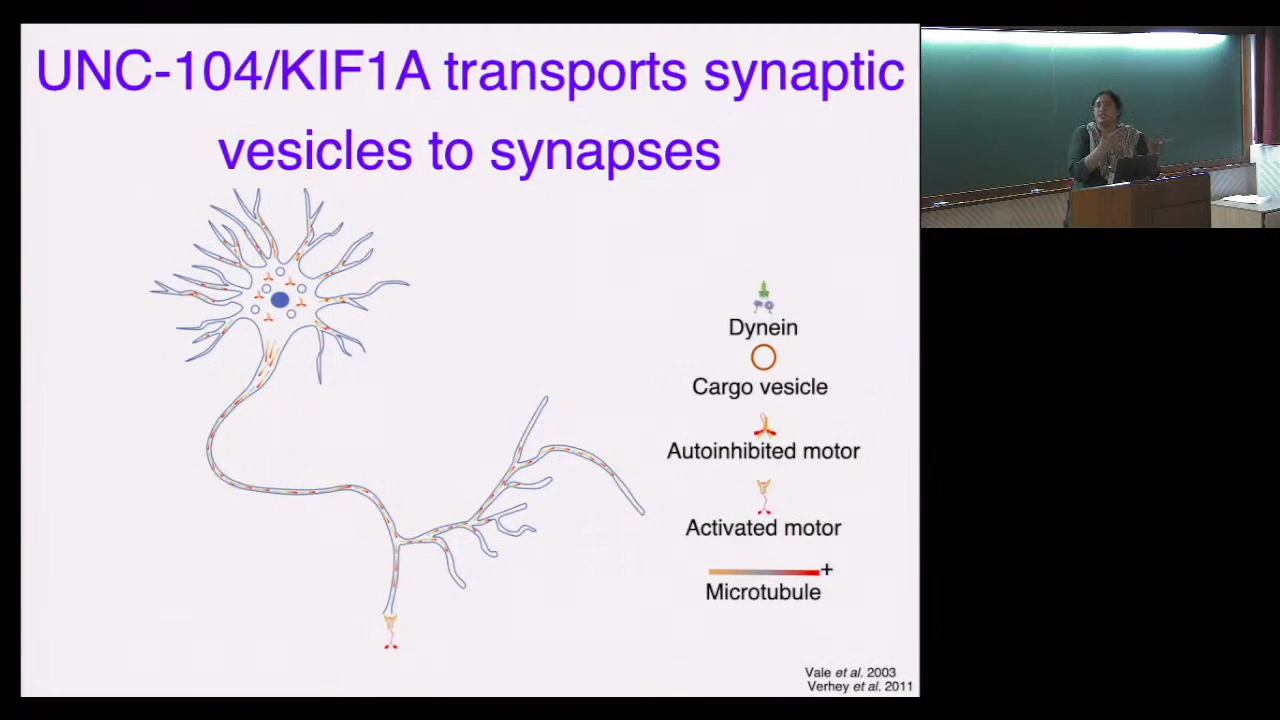 UNC-104/KIF1A transports synaptic
vesicles to synapses
Dynein
Cargo vesicle
Autoinhibited motor
Activated motor
+
Microtubule
Vale et al. 2003
Verhey et al. 2011